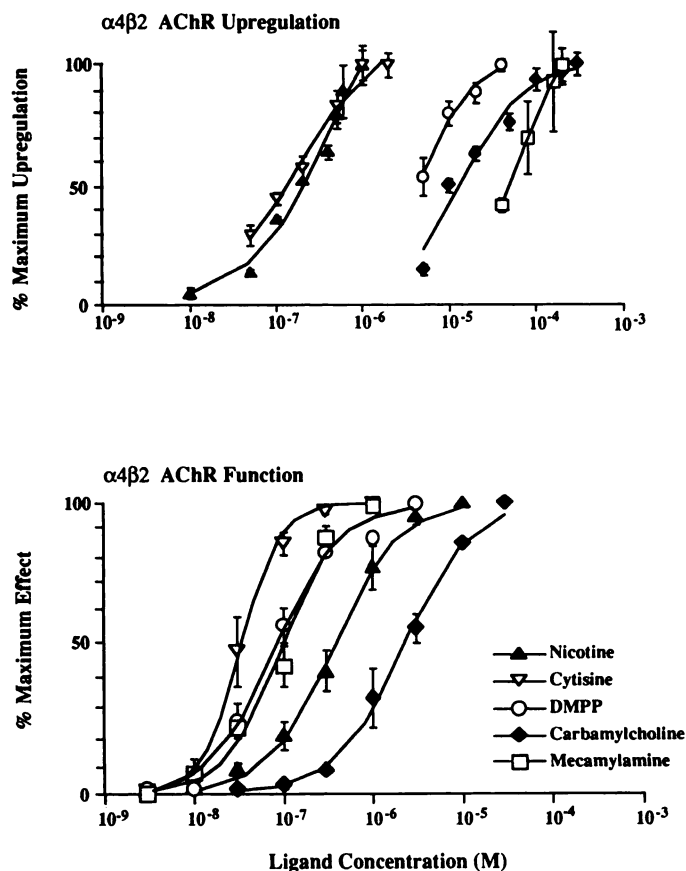 α4β2 AChR Upregulation
% Maximum Upregulation
100
50
0
10⁻⁹ 10⁻⁸ 10⁻⁷ 10⁻⁶ 10⁻⁵ 10⁻⁴ 10⁻³
α4β2 AChR Function
% Maximum Effect
100
50
0
Nicotine
Cytisine
DMPP
Carbamylcholine
Mecamylamine
10⁻⁹ 10⁻⁸ 10⁻⁷ 10⁻⁶ 10⁻⁵ 10⁻⁴ 10⁻³
Ligand Concentration (M)